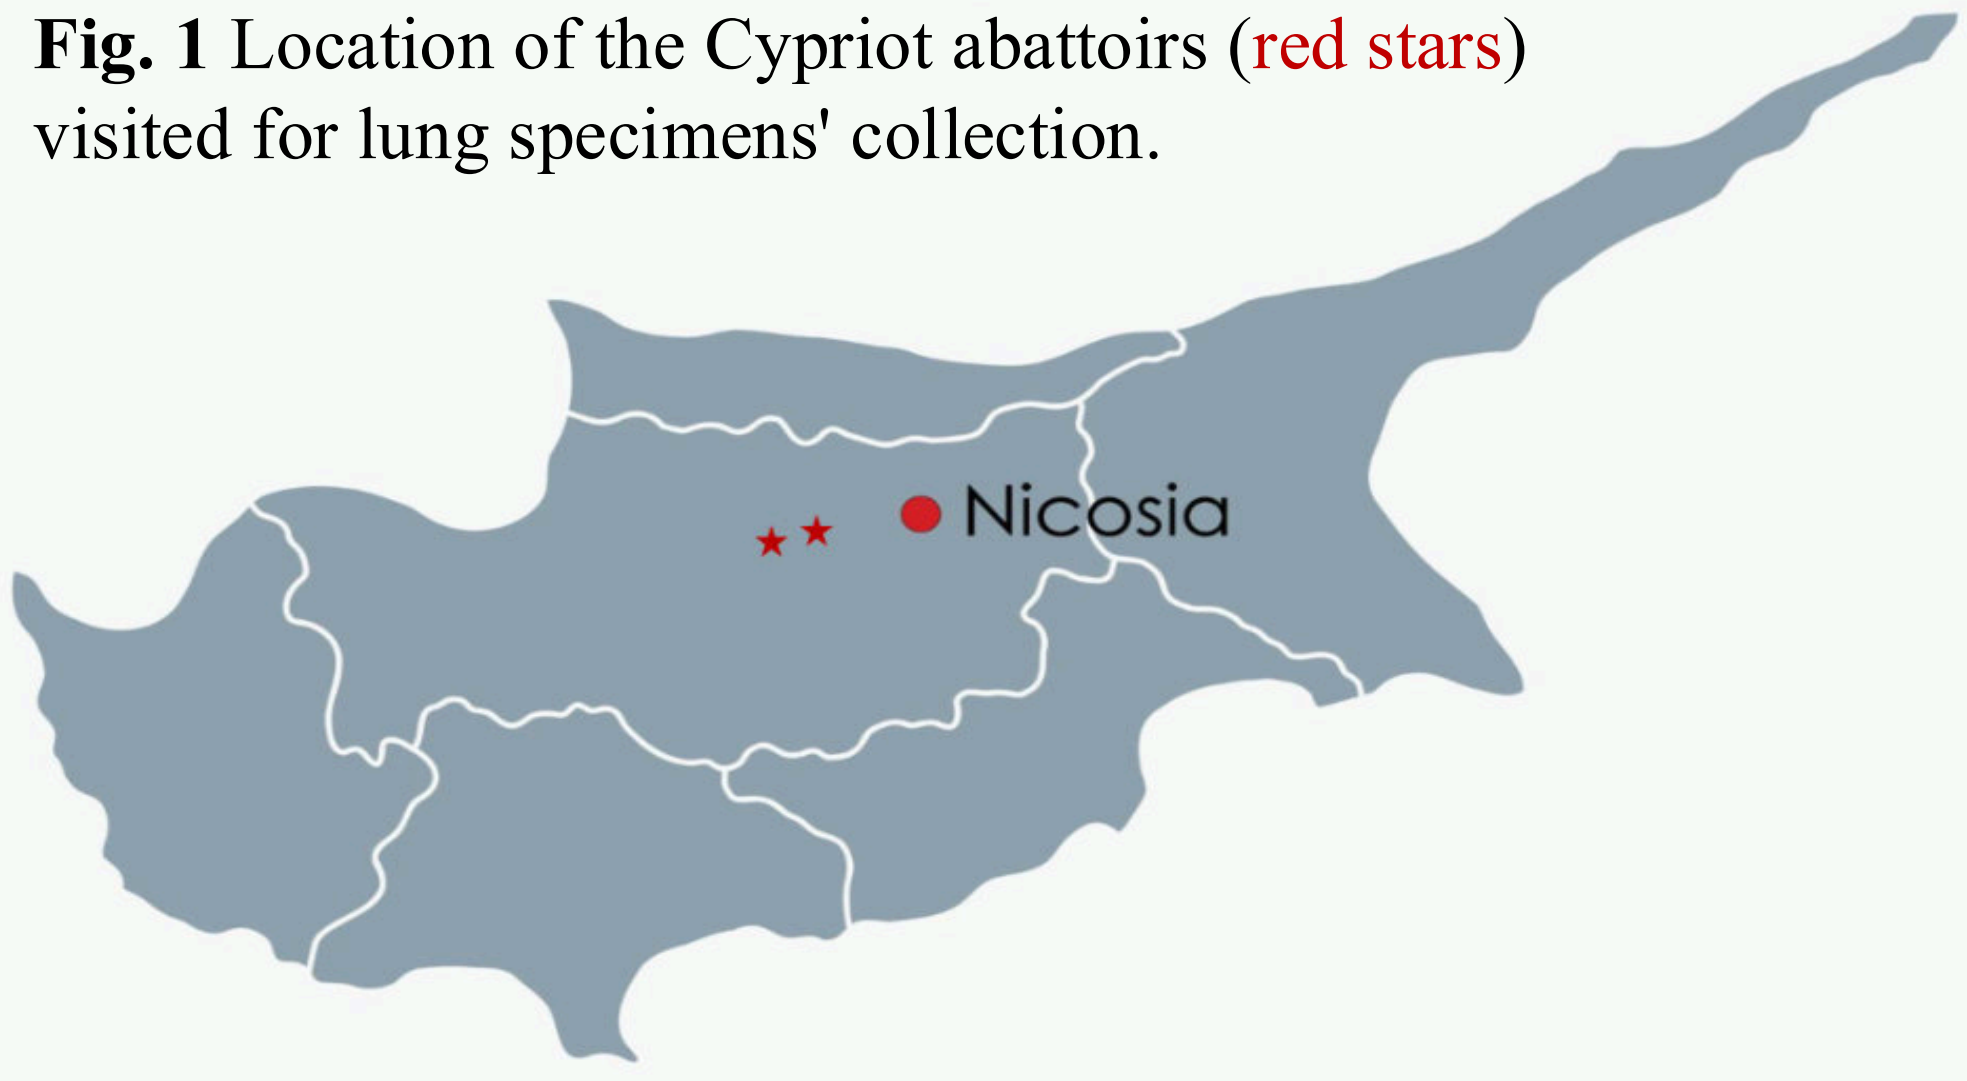 Fig. 1 Location of the Cypriot abattoirs (red stars)
visited for lung specimens' collection.
Nicosia